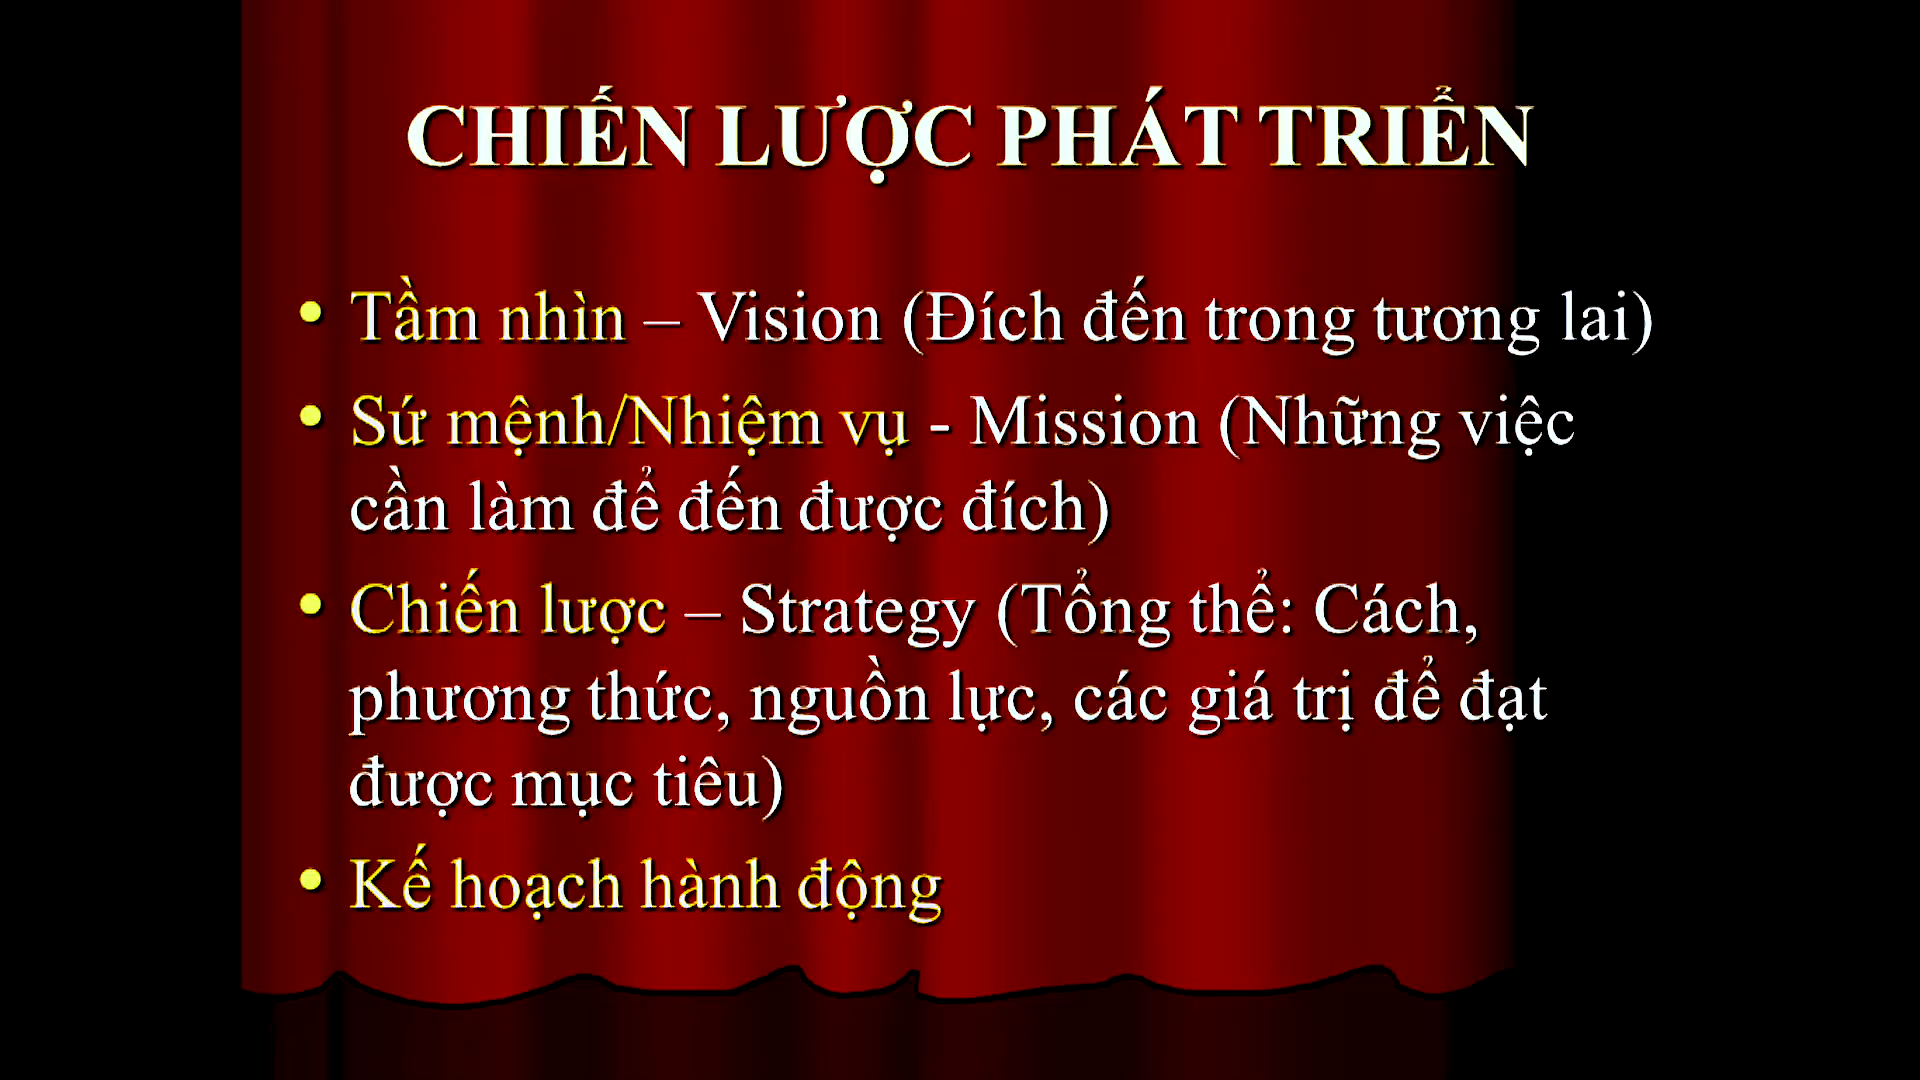 CHIẾN LƯỢC PHÁT TRIỂN
• Tầm nhìn – Vision (Đích đến trong tương lai)
• Sứ mệnh/Nhiệm vụ - Mission (Những việc
cần làm để đến được đích)
• Chiến lược – Strategy (Tổng thể: Cách,
phương thức, nguồn lực, các giá trị để đạt
được mục tiêu)
• Kế hoạch hành động